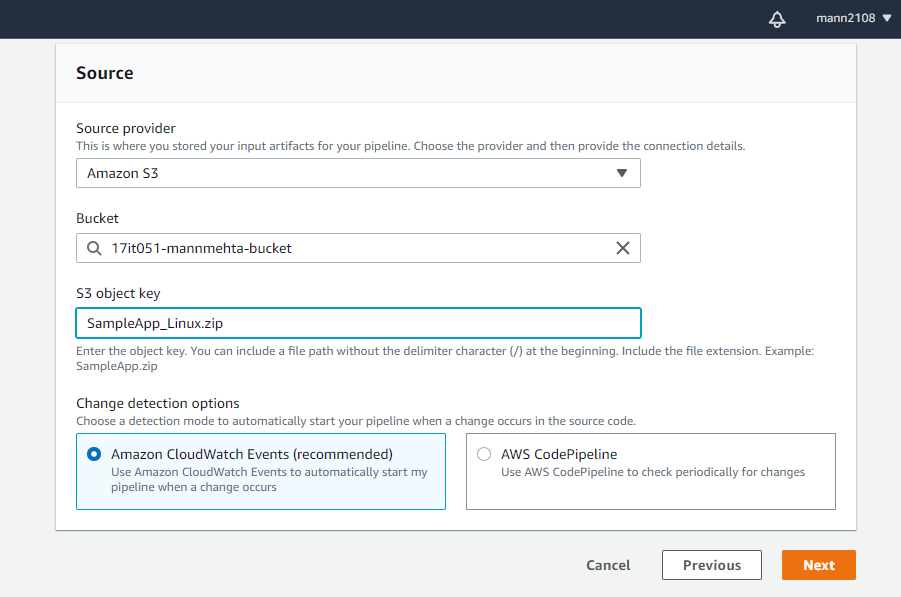 mann2108
Source
Source provider
This is where you stored your input artifacts for your pipeline. Choose the provider and then provide the connection details.
Amazon S3
Bucket
17it051-mannmehta-bucket
S3 object key
SampleApp_Linux.zip
Enter the object key. You can include a file path without the delimiter character (/) at the beginning. Include the file extension. Example:
SampleApp.zip
Change detection options
Choose a detection mode to automatically start your pipeline when a change occurs in the source code.
Amazon CloudWatch Events (recommended)
Use Amazon CloudWatch Events to automatically start my
pipeline when a change occurs
AWS CodePipeline
Use AWS CodePipeline to check periodically for changes
Cancel Previous Next